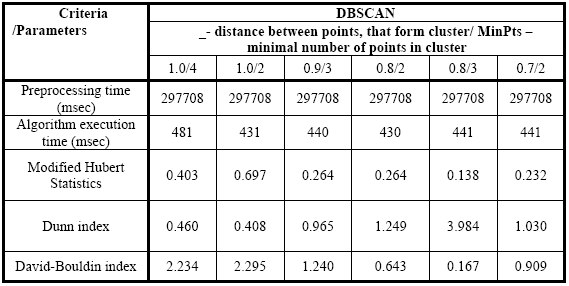 Criteria
/Parameters
DBSCAN
_- distance between points, that form cluster/ MinPts –
minimal number of points in cluster
1.0/4 1.0/2 0.9/3 0.8/2 0.8/3 0.7/2
Preprocessing time
(msec)
297708 297708 297708 297708 297708 297708
Algorithm execution
time (msec)
481 431 440 430 441 441
Modified Hubert
Statistics
0.403 0.697 0.264 0.264 0.138 0.232
Dunn index 0.460 0.408 0.965 1.249 3.984 1.030
David-Bouldin index 2.234 2.295 1.240 0.643 0.167 0.909